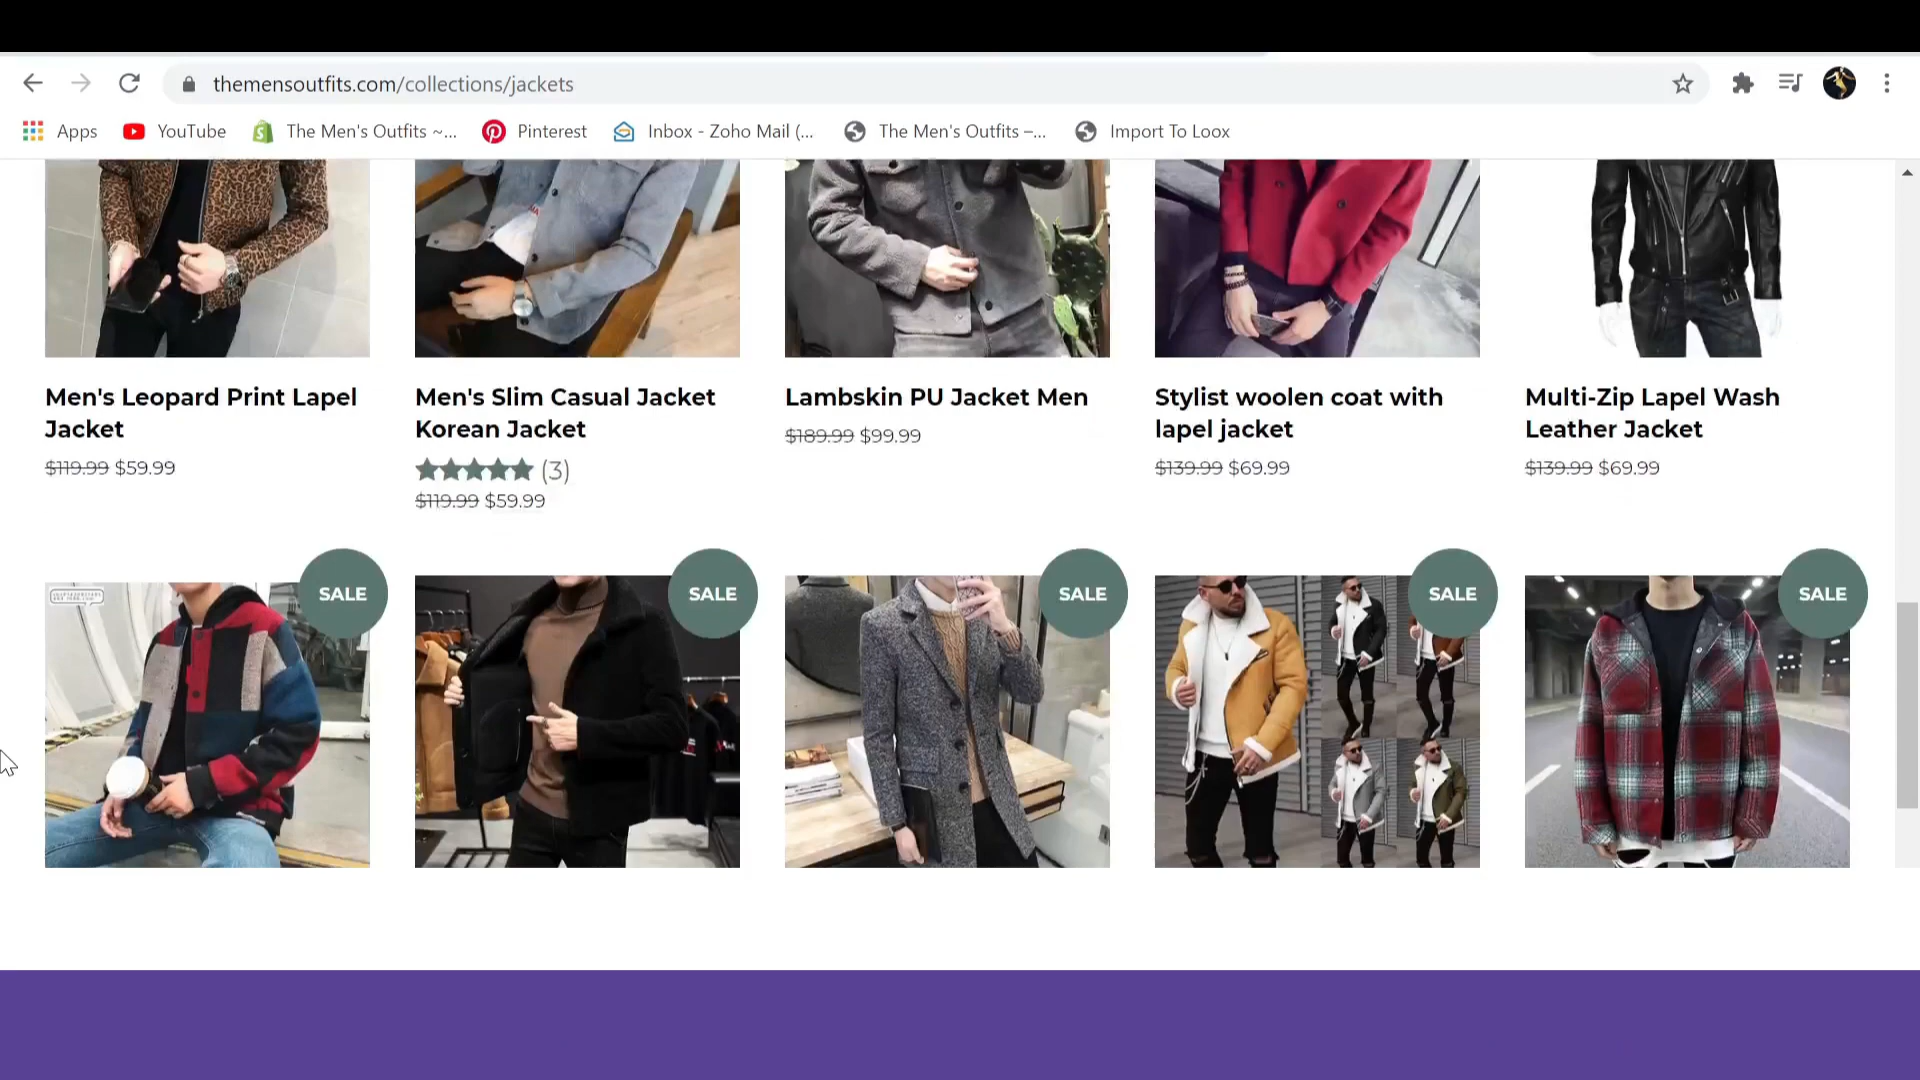 themensoutfits.com/collections/jackets
Apps
YouTube
The Men's Outfits ~...
Pinterest
Inbox - Zoho Mail (...
The Men's Outfits –...
Import To Loox
Men's Leopard Print Lapel
Jacket
$119.99 $59.99
Men's Slim Casual Jacket
Korean Jacket
(3)
$119.99 $59.99
Lambskin PU Jacket Men
$189.99 $99.99
Stylist woolen coat with
lapel jacket
$139.99 $69.99
Multi-Zip Lapel Wash
Leather Jacket
$139.99 $69.99
SALE
SALE
SALE
SALE
SALE